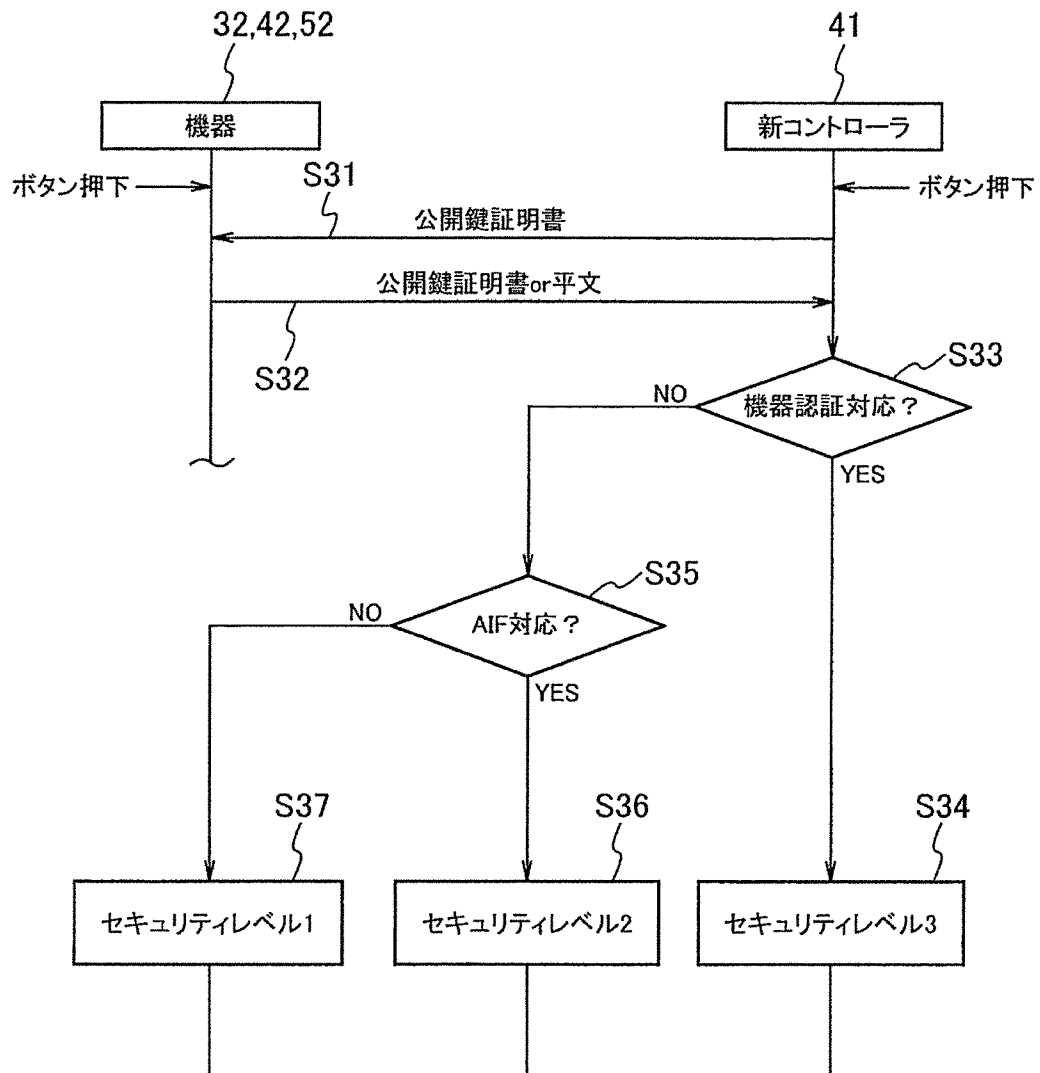 32,42,52
41
機器
新コントローラ
ボタン押下
ボタン押下
S31
公開鍵証明書
公開鍵証明書or平文
S32
S33
機器認証対応？
NO
YES
S35
AIF対応？
NO
YES
S37
S36
S34
セキュリティレベル1
セキュリティレベル2
セキュリティレベル3